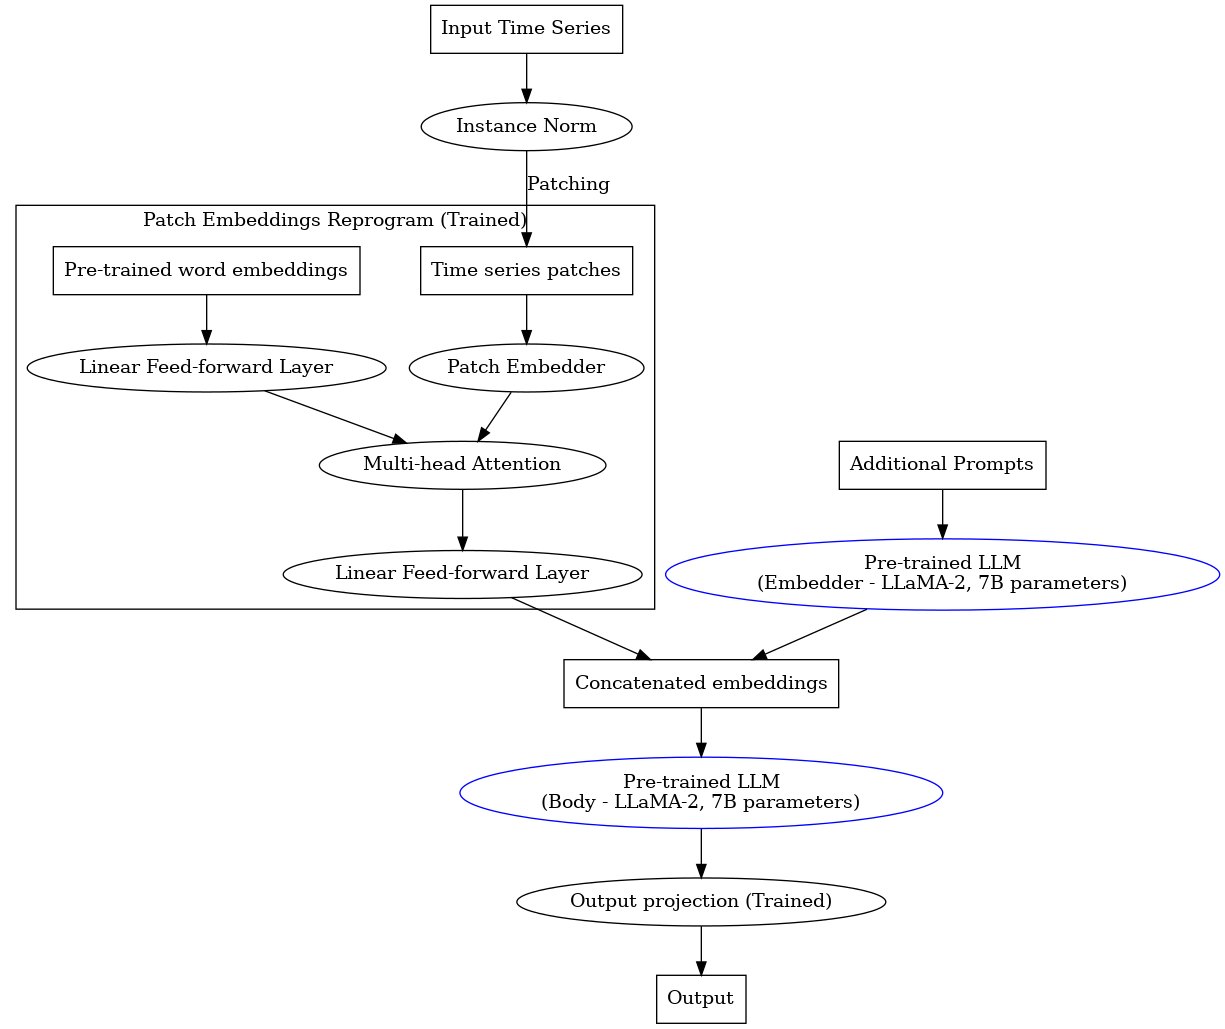 Input Time Series
Instance Norm
Patching
Patch Embeddings Reprogram (Trained)
Pre-trained word embeddings
Time series patches
Linear Feed-forward Layer
Patch Embedder
Multi-head Attention
Additional Prompts
Linear Feed-forward Layer
Pre-trained LLM
(Embedder - LLaMA-2, 7B parameters)
Concatenated embeddings
Pre-trained LLM
(Body - LLaMA-2, 7B parameters)
Output projection (Trained)
Output